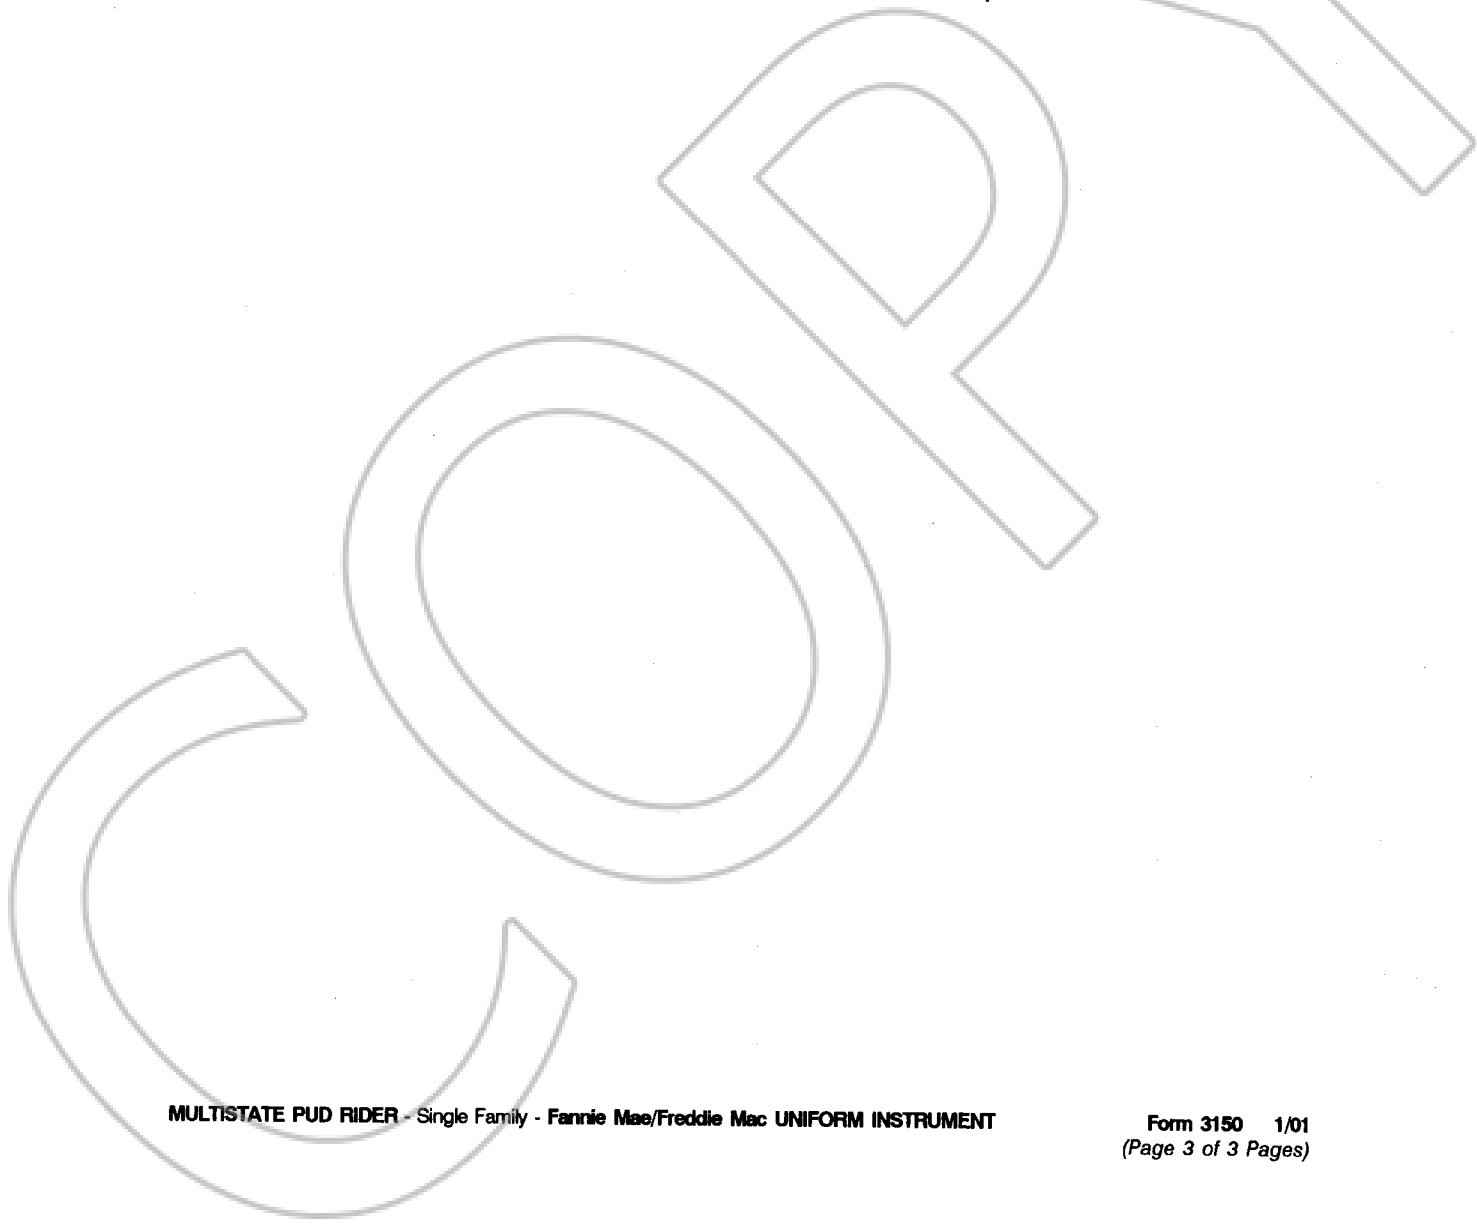 COPY
MULTISTATE PUD RIDER - Single Family - Fannie Mae/Freddie Mac UNIFORM INSTRUMENT
Form 3150 1/01
(Page 3 of 3 Pages)